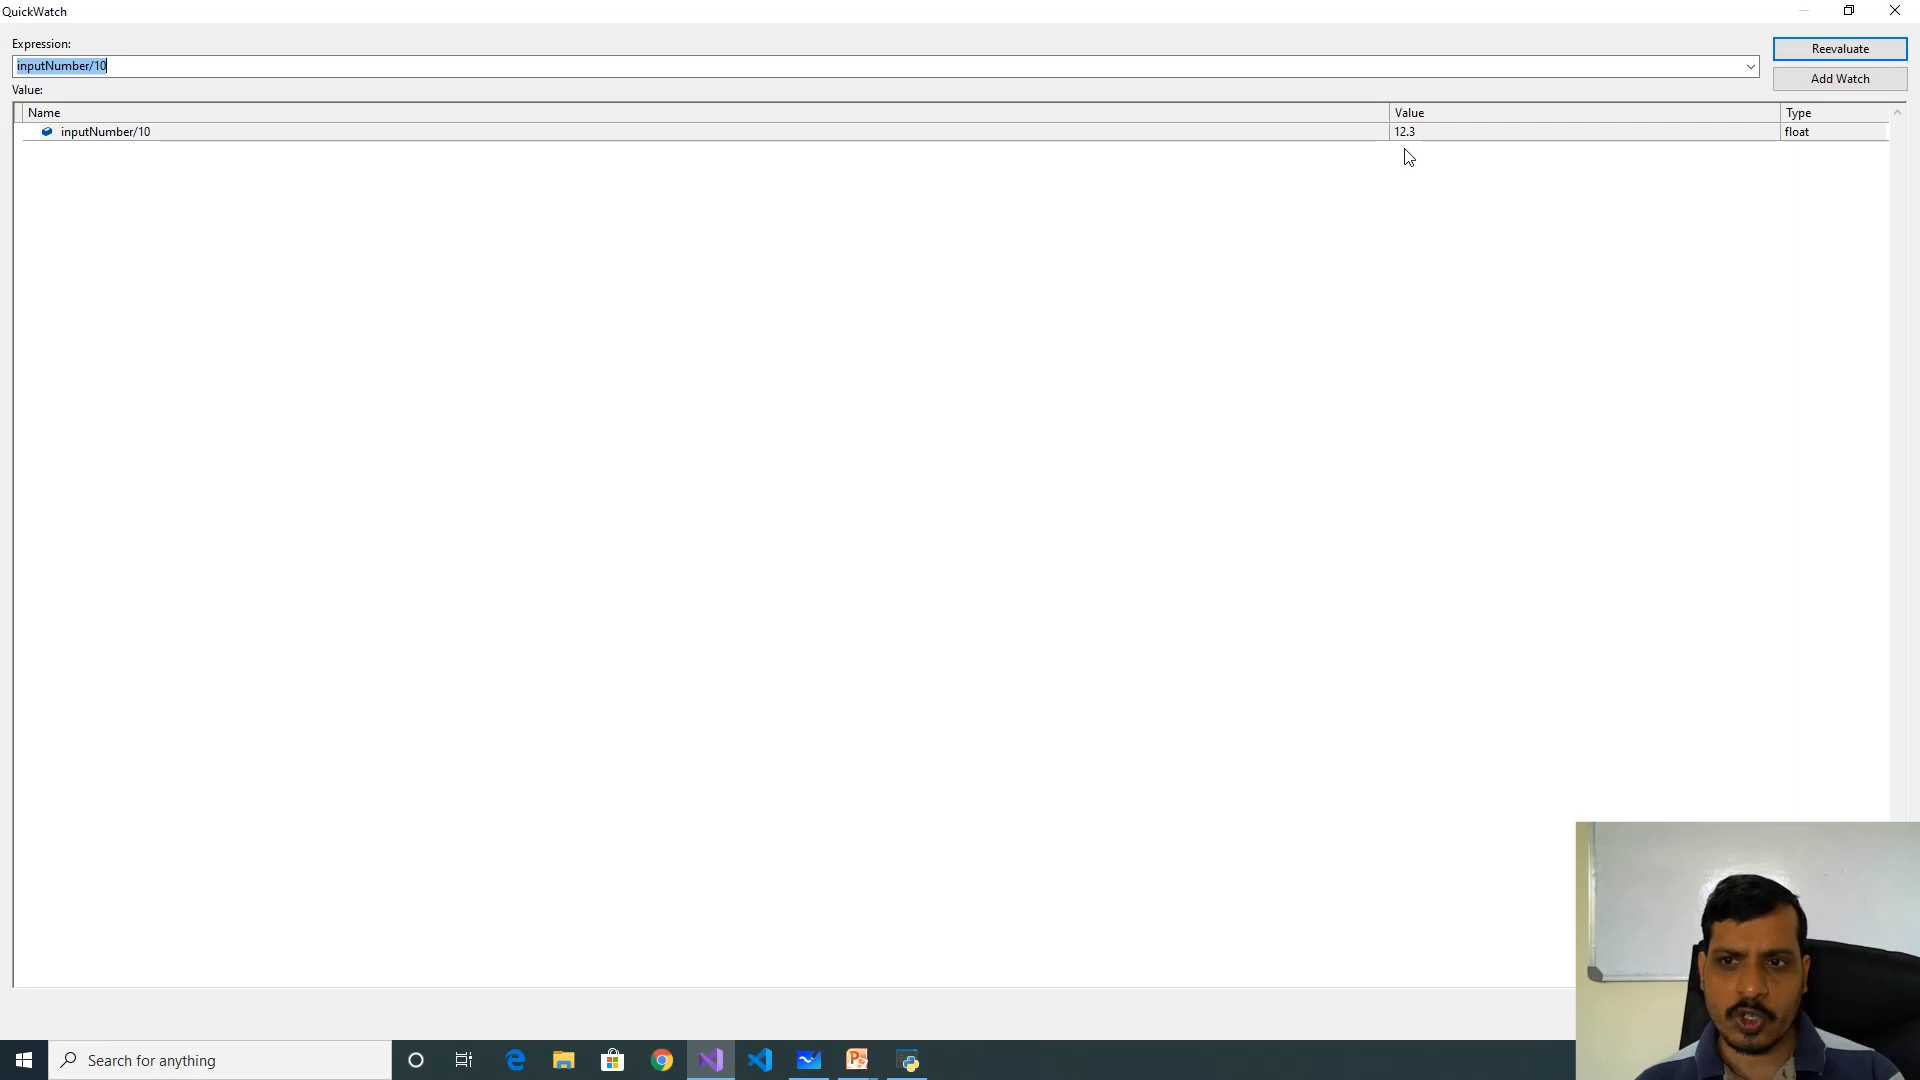 QuickWatch
Expression:
inputNumber/10
Reevaluate
Add Watch
Value:
Name Value Type
inputNumber/10 12.3 float
Search for anything